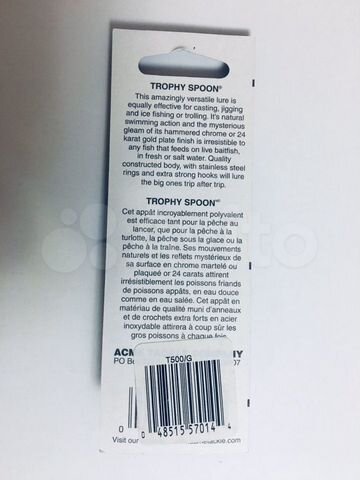 TROPHY SPOON®
This amazingly versatile lure is
equally effective for casting, jigging
and ice fishing or trolling. It's natural
swimming action and the mysterious
gleam of its hammered chrome or 24
karat gold plate finish is irresistible to
any fish that feeds on live baitfish,
in fresh or salt water. Quality
constructed body, with stainless steel
rings and extra strong hooks will lure
the big ones trip after trip.
TROPHY SPOON®
Cet appât incroyablement polyvalent
est efficace tant pour la pêche au
lancer, que pour la pêche à la
turlotte, la pêche sous la glace ou la
pêche à la traîne. Ses mouvements
naturels et les reflets mystérieux de
sa surface en chrome martelé ou
plaqué or 24 carats attirent
irrésistiblement les poissons friands
de poissons appâts, en eau douce
comme en eau salée. Cet appât en
matériau de qualité muni d'anneaux
et de crochets extra forts en acier
inoxydable attirera à coup sûr les
gros poissons à chaque fois
ACM
PO
07
T500/G
0
0 48515 57014 4
Visit our